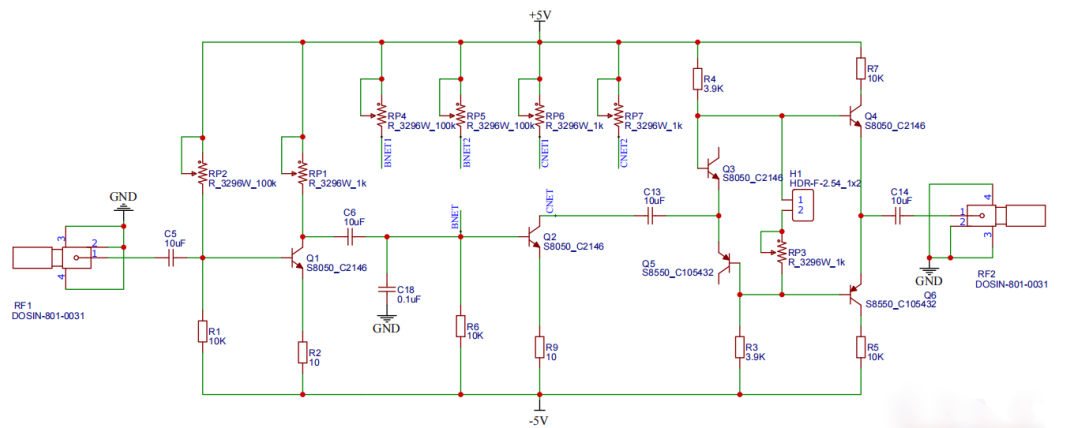 +5V
R7
10K
R4
3.9K
RP4
R_3296W_100k
RP5
R_3296W_100k
RP6
R_3296W_1k
RP7
R_3296W_1k
Q4
S8050_C2146
BNET1
BNET2
CNET1
CNET2
RP2
R_3296W_100k
RP1
R_3296W_1k
Q3
S8050_C2146
H1
HDR-F-2.54_1x2
1
2
GND
C5
10uF
3
2
1
4
RF1
DOSIN-801-0031
C6
10uF
BNET
CNET
C13
10uF
C14
10uF
4
1
2
3
GND
RF2
DOSIN-801-0031
Q1
S8050_C2146
Q2
S8050_C2146
Q5
S8550_C105432
RP3
R_3296W_1k
Q6
S8550_C105432
C18
0.1uF
GND
R1
10K
R2
10
R6
10K
R9
10
R3
3.9K
R5
10K
-5V